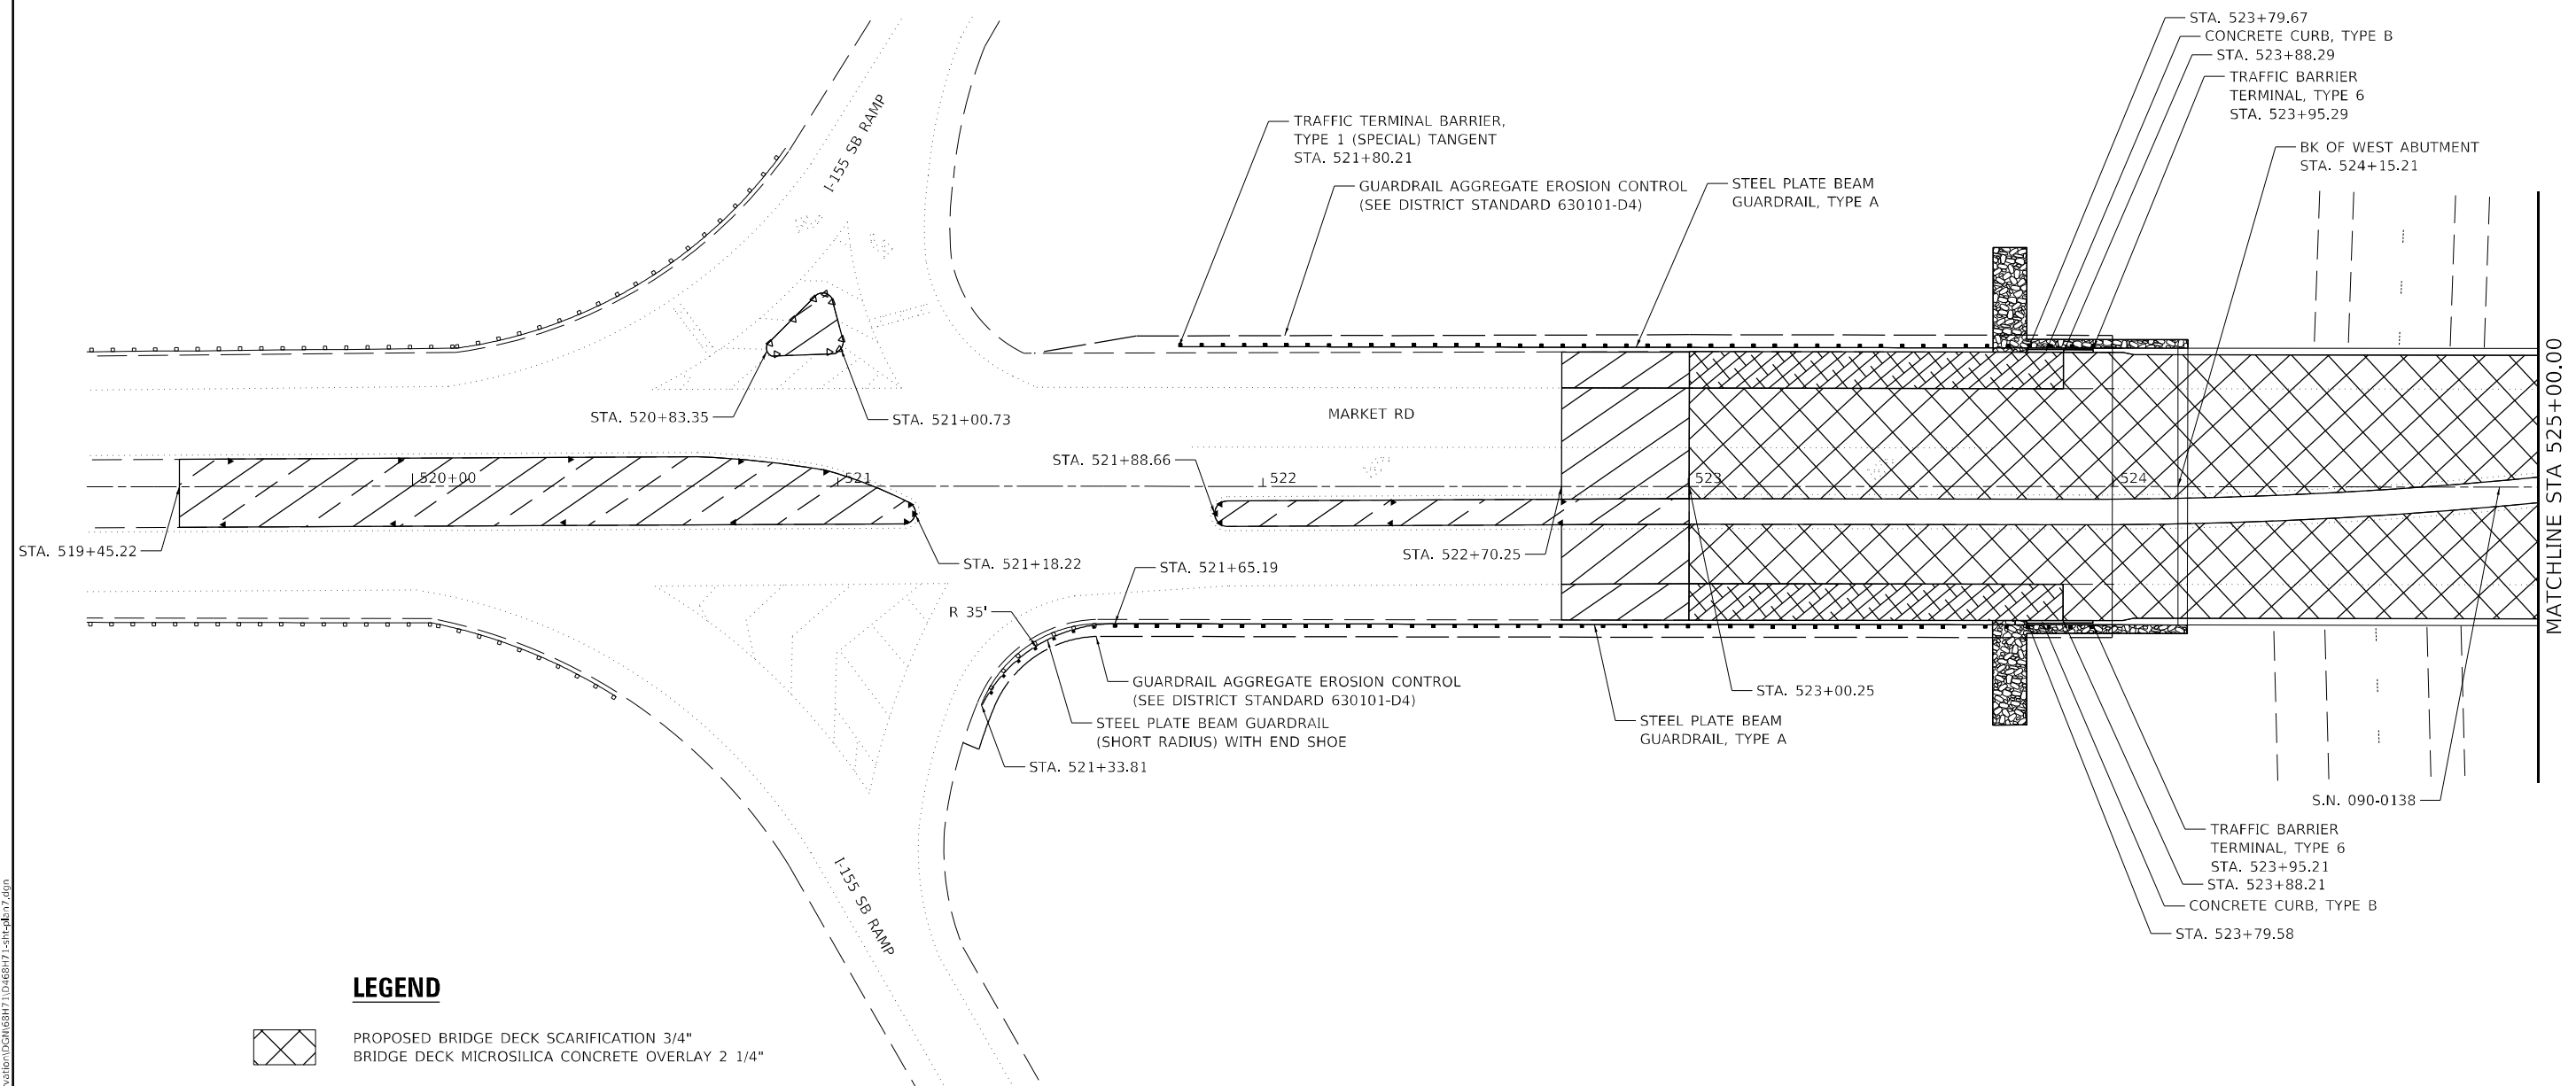 STA. 523+79.67
CONCRETE CURB, TYPE B
STA. 523+88.29
TRAFFIC BARRIER
TERMINAL, TYPE 6
STA. 523+95.29
BK OF WEST ABUTMENT
STA. 524+15.21
TRAFFIC TERMINAL BARRIER,
TYPE 1 (SPECIAL) TANGENT
STA. 521+80.21
GUARDRAIL AGGREGATE EROSION CONTROL
(SEE DISTRICT STANDARD 630101-D4)
STEEL PLATE BEAM
GUARDRAIL, TYPE A
I-155 SB RAMP
STA. 520+83.35
STA. 521+00.73
MARKET RD
STA. 521+88.66
520+00
521
522
523
524
MATCHLINE STA 525+00.00
STA. 519+45.22
STA. 521+18.22
STA. 522+70.25
STA. 521+65.19
R 35'
GUARDRAIL AGGREGATE EROSION CONTROL
(SEE DISTRICT STANDARD 630101-D4)
STEEL PLATE BEAM GUARDRAIL
(SHORT RADIUS) WITH END SHOE
STA. 521+33.81
STA. 523+00.25
STEEL PLATE BEAM
GUARDRAIL, TYPE A
S.N. 090-0138
TRAFFIC BARRIER
TERMINAL, TYPE 6
STA. 523+95.21
STA. 523+88.21
CONCRETE CURB, TYPE B
STA. 523+79.58
I-155 SB RAMP
LEGEND
PROPOSED BRIDGE DECK SCARIFICATION 3/4"
BRIDGE DECK MICROSILICA CONCRETE OVERLAY 2 1/4"